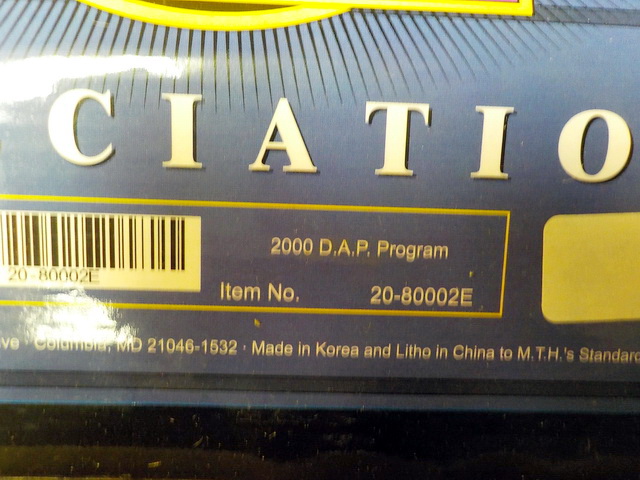 CIATIO
2000 D.A.P. Program
20-80002E
Item No. 20-80002E
ve Columbia, MD 21046-1532 · Made in Korea and Litho in China to M.T.H.'s Standard